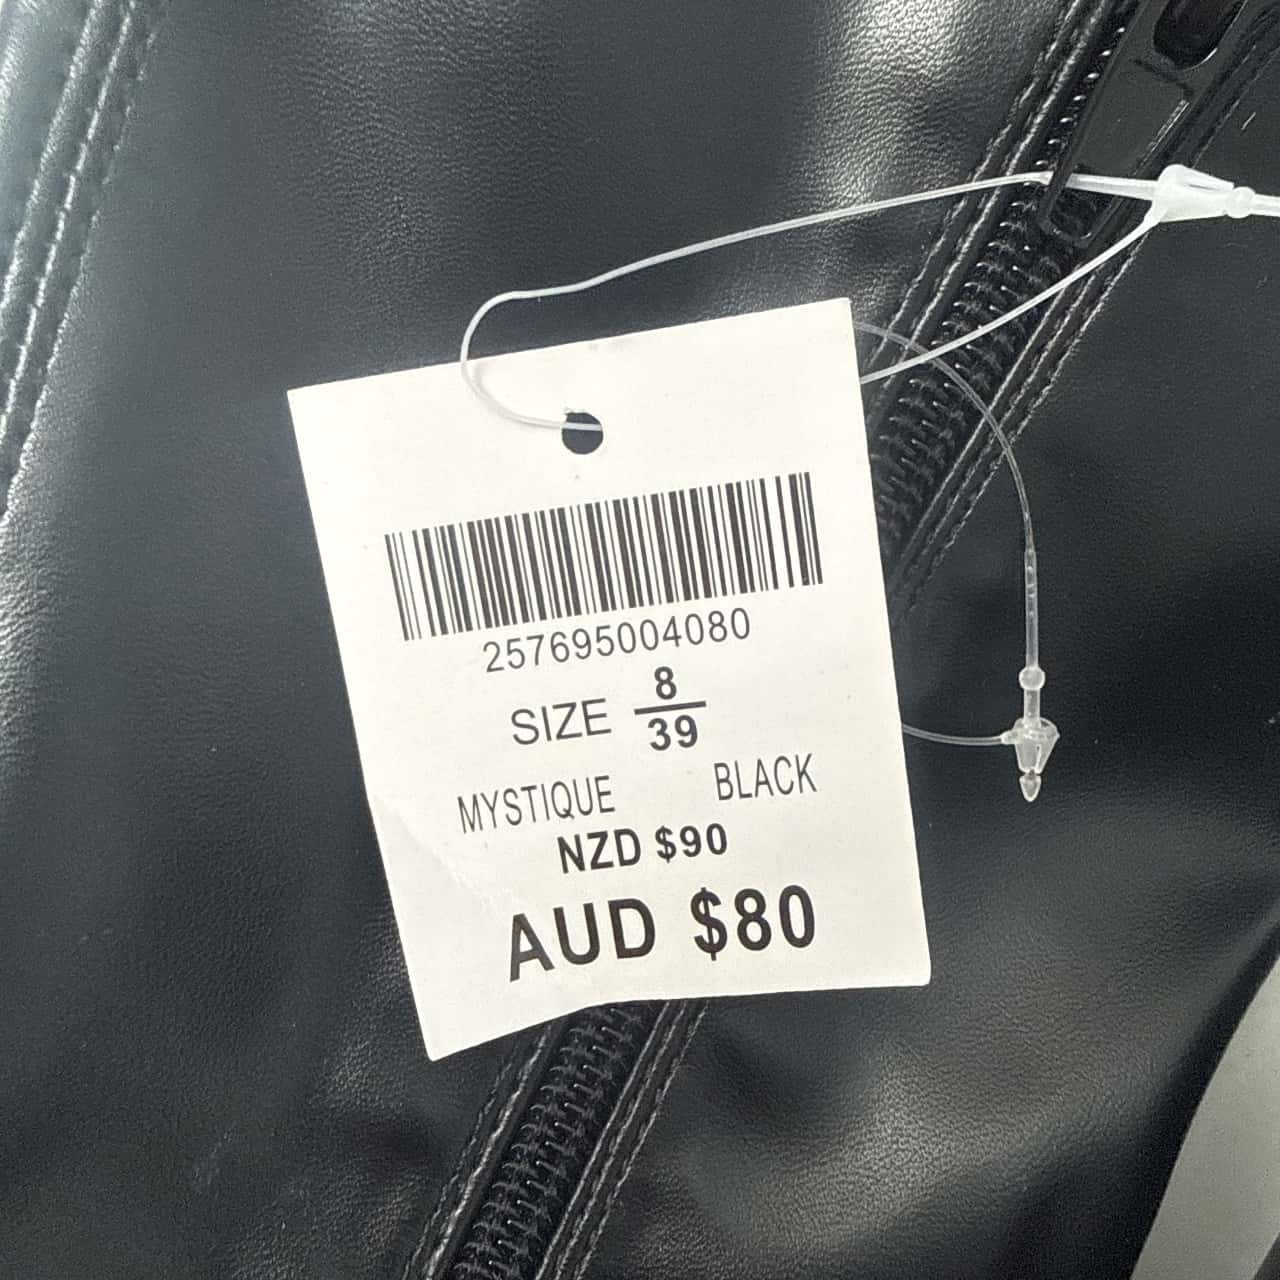 257695004080
SIZE 8/39
MYSTIQUE BLACK
NZD $90
AUD $80